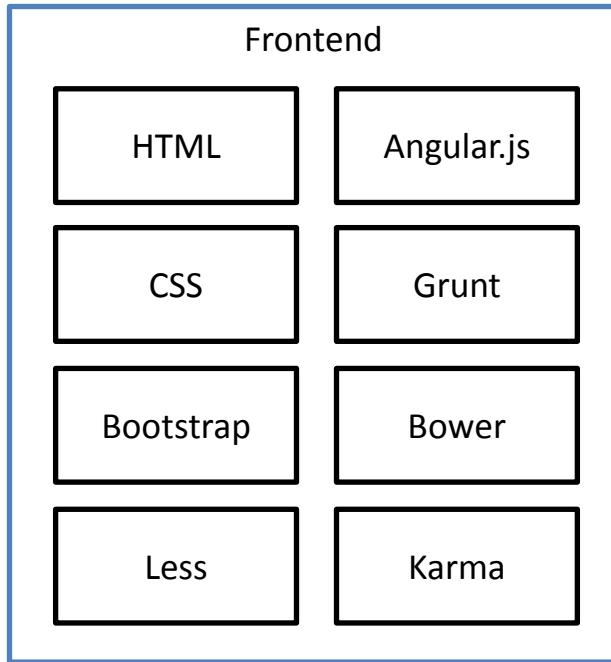 Frontend
HTML
Angular.js
CSS
Grunt
Bootstrap
Bower
Less
Karma